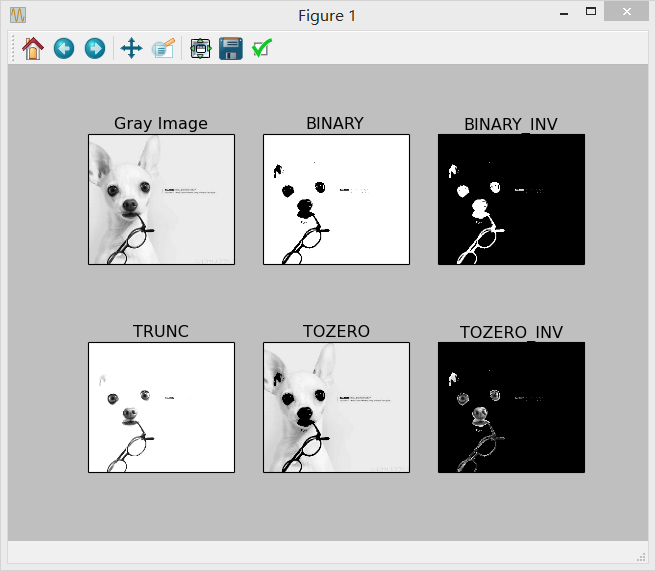 Figure 1
Gray Image
BINARY
BINARY_INV
TRUNC
TOZERO
TOZERO_INV